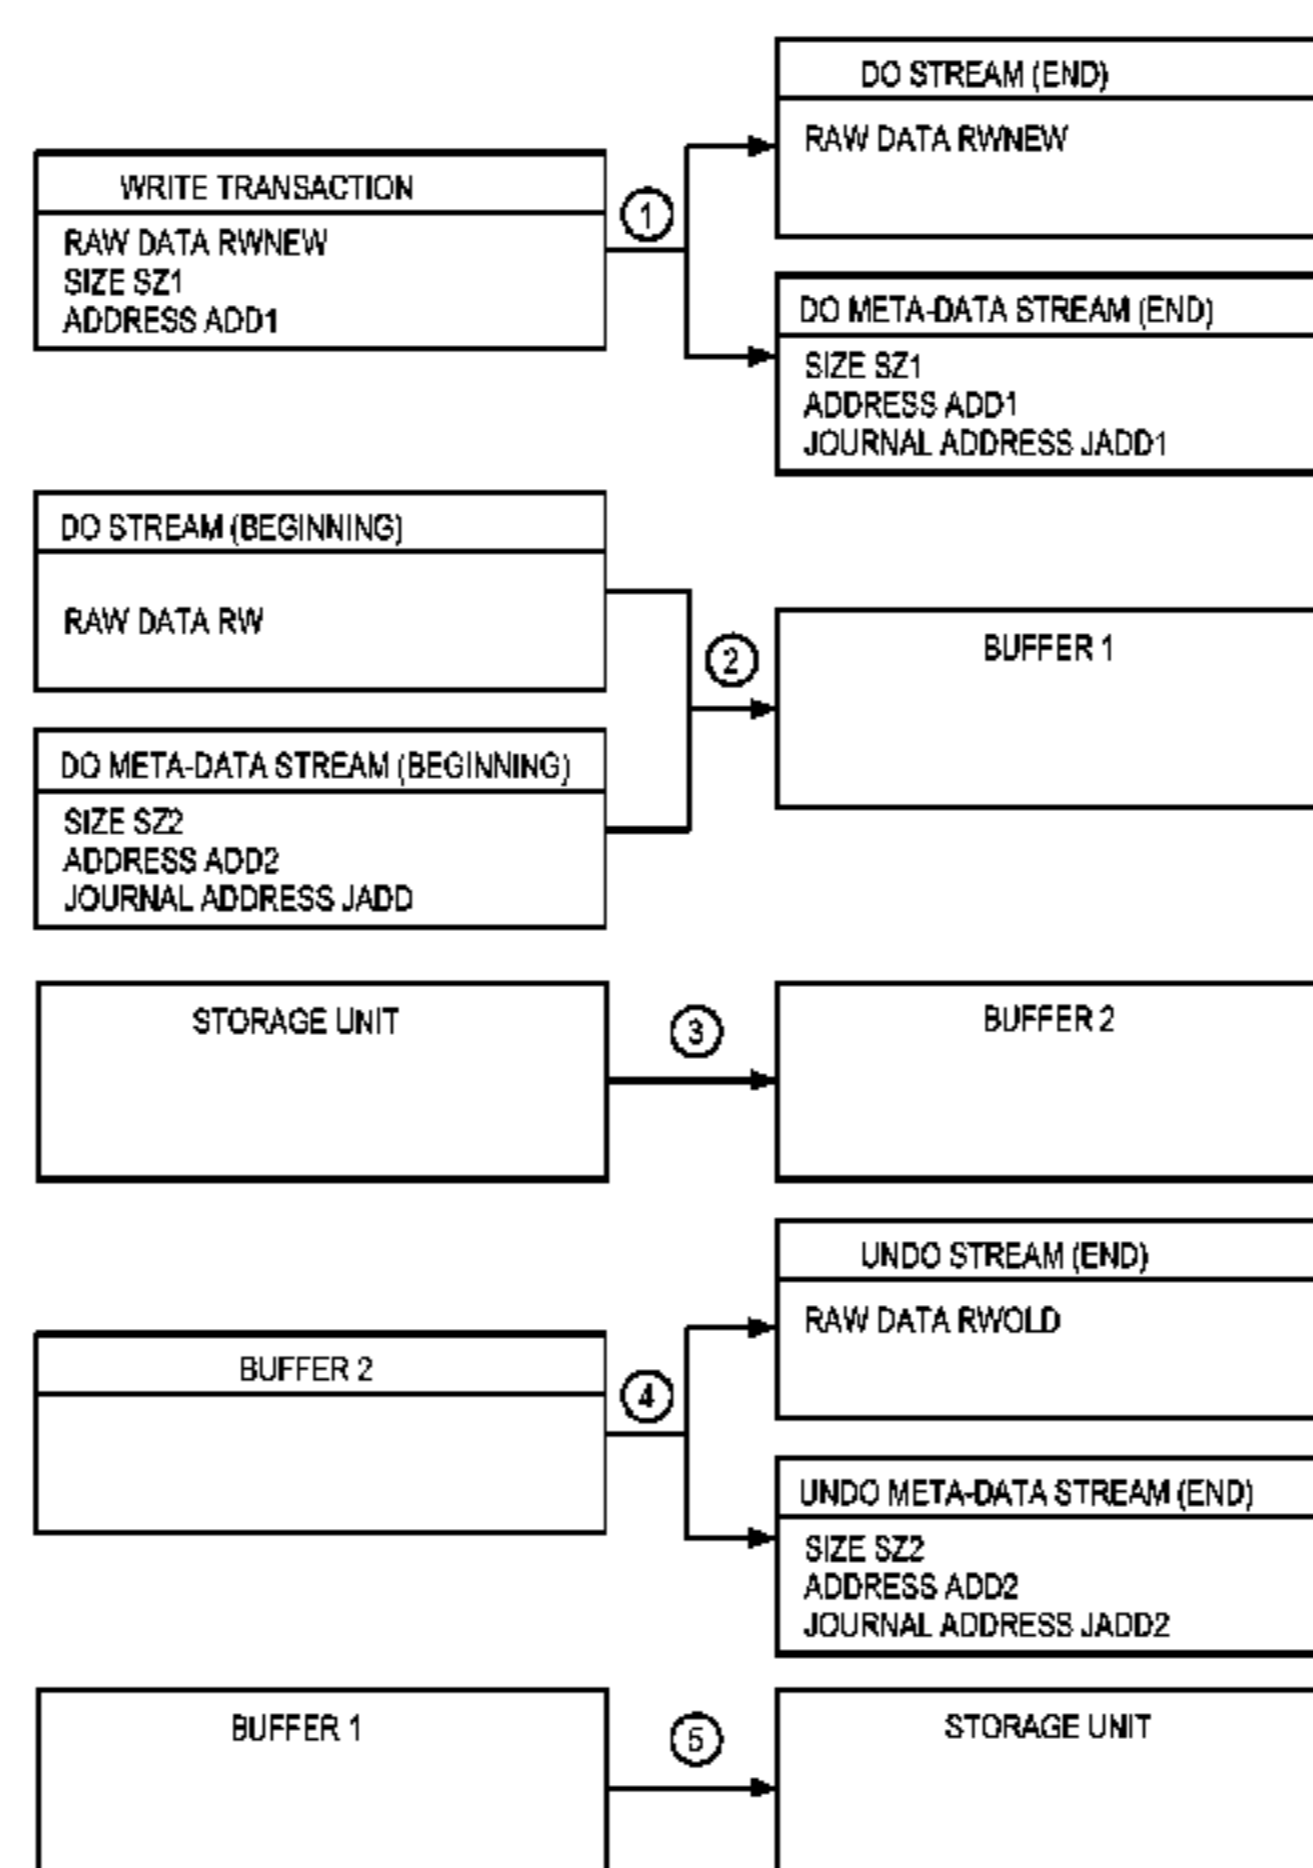 DO STREAM (END)
RAW DATA RWNEW
WRITE TRANSACTION
RAW DATA RWNEW
SIZE SZ1
ADDRESS ADD1
1
DO META-DATA STREAM (END)
SIZE SZ1
ADDRESS ADD1
JOURNAL ADDRESS JADD1
DO STREAM (BEGINNING)
RAW DATA RW
2
BUFFER 1
DO META-DATA STREAM (BEGINNING)
SIZE SZ2
ADDRESS ADD2
JOURNAL ADDRESS JADD
STORAGE UNIT
3
BUFFER 2
UNDO STREAM (END)
RAW DATA RWOLD
BUFFER 2
4
UNDO META-DATA STREAM (END)
SIZE SZ2
ADDRESS ADD2
JOURNAL ADDRESS JADD2
BUFFER 1
5
STORAGE UNIT